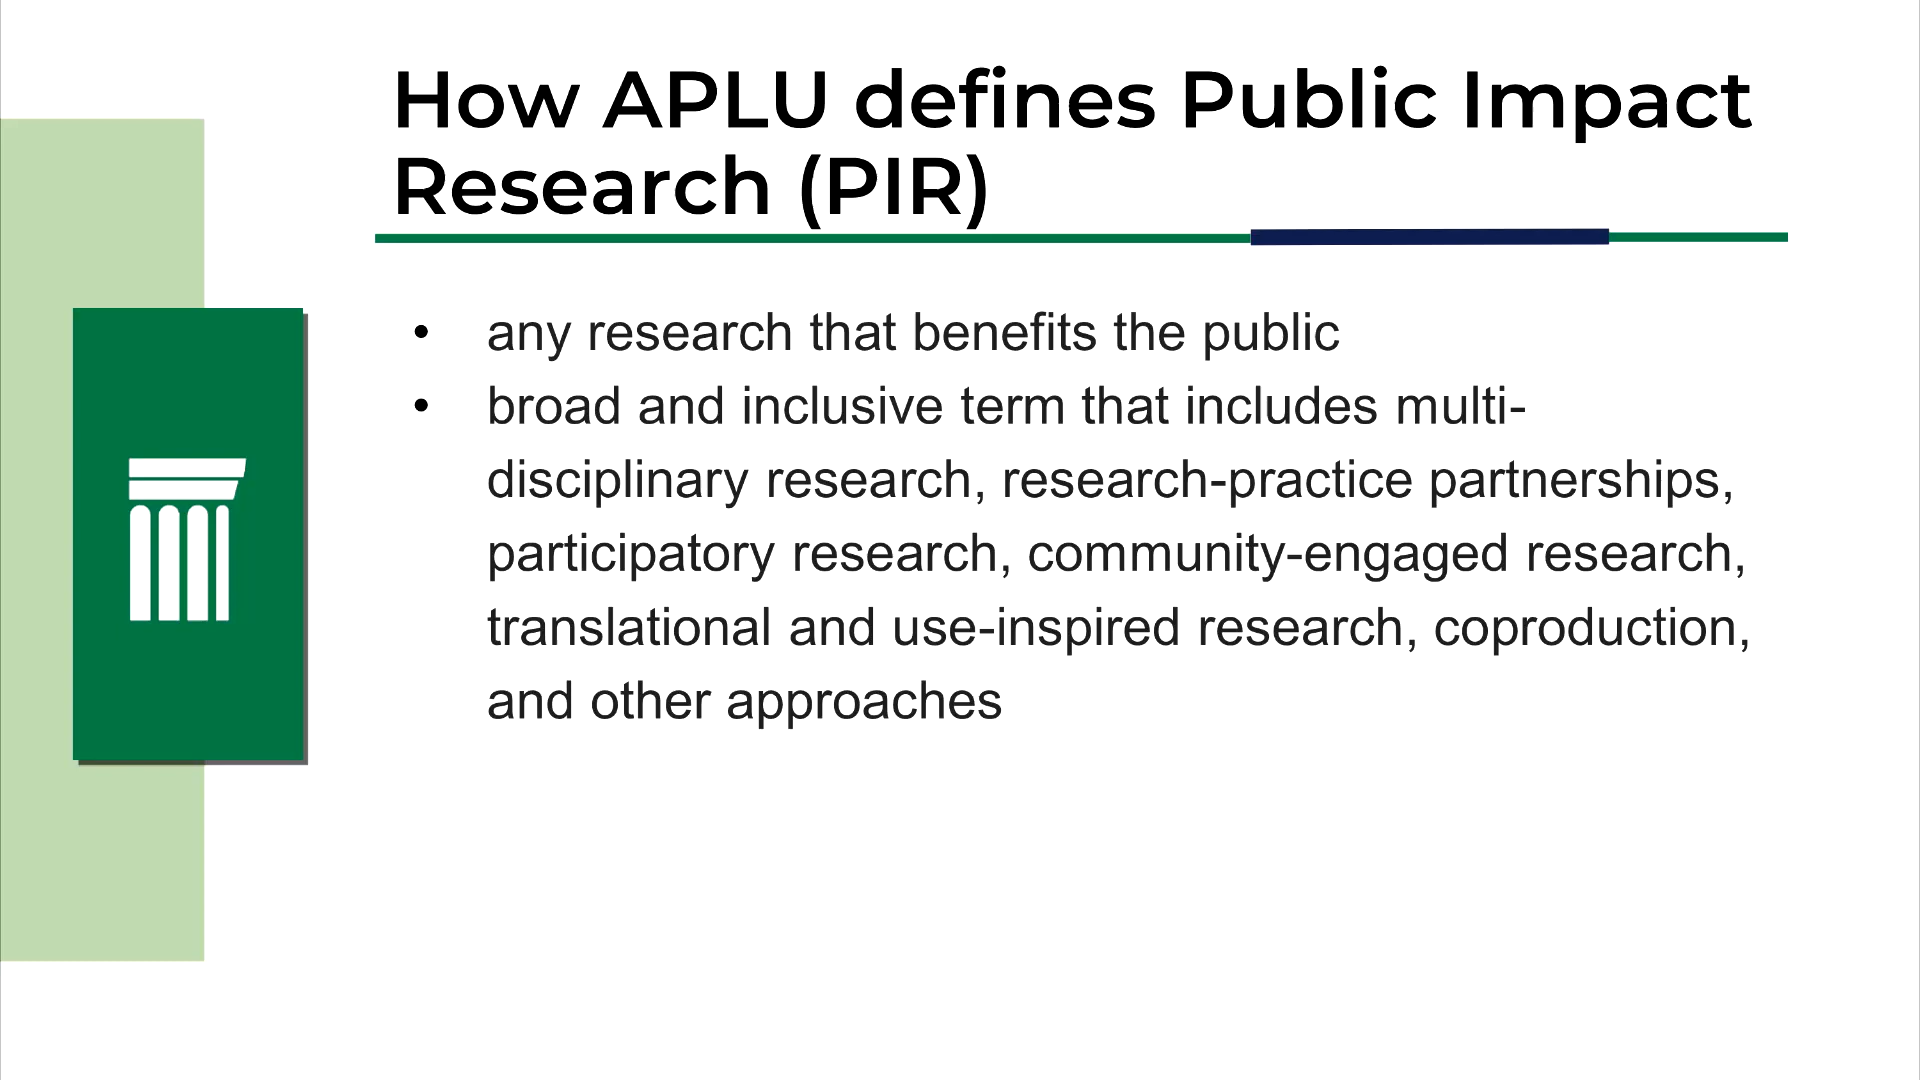 How APLU defines Public Impact
Research (PIR)
• any research that benefits the public
• broad and inclusive term that includes multi-
disciplinary research, research-practice partnerships,
participatory research, community-engaged research,
translational and use-inspired research, coproduction,
and other approaches